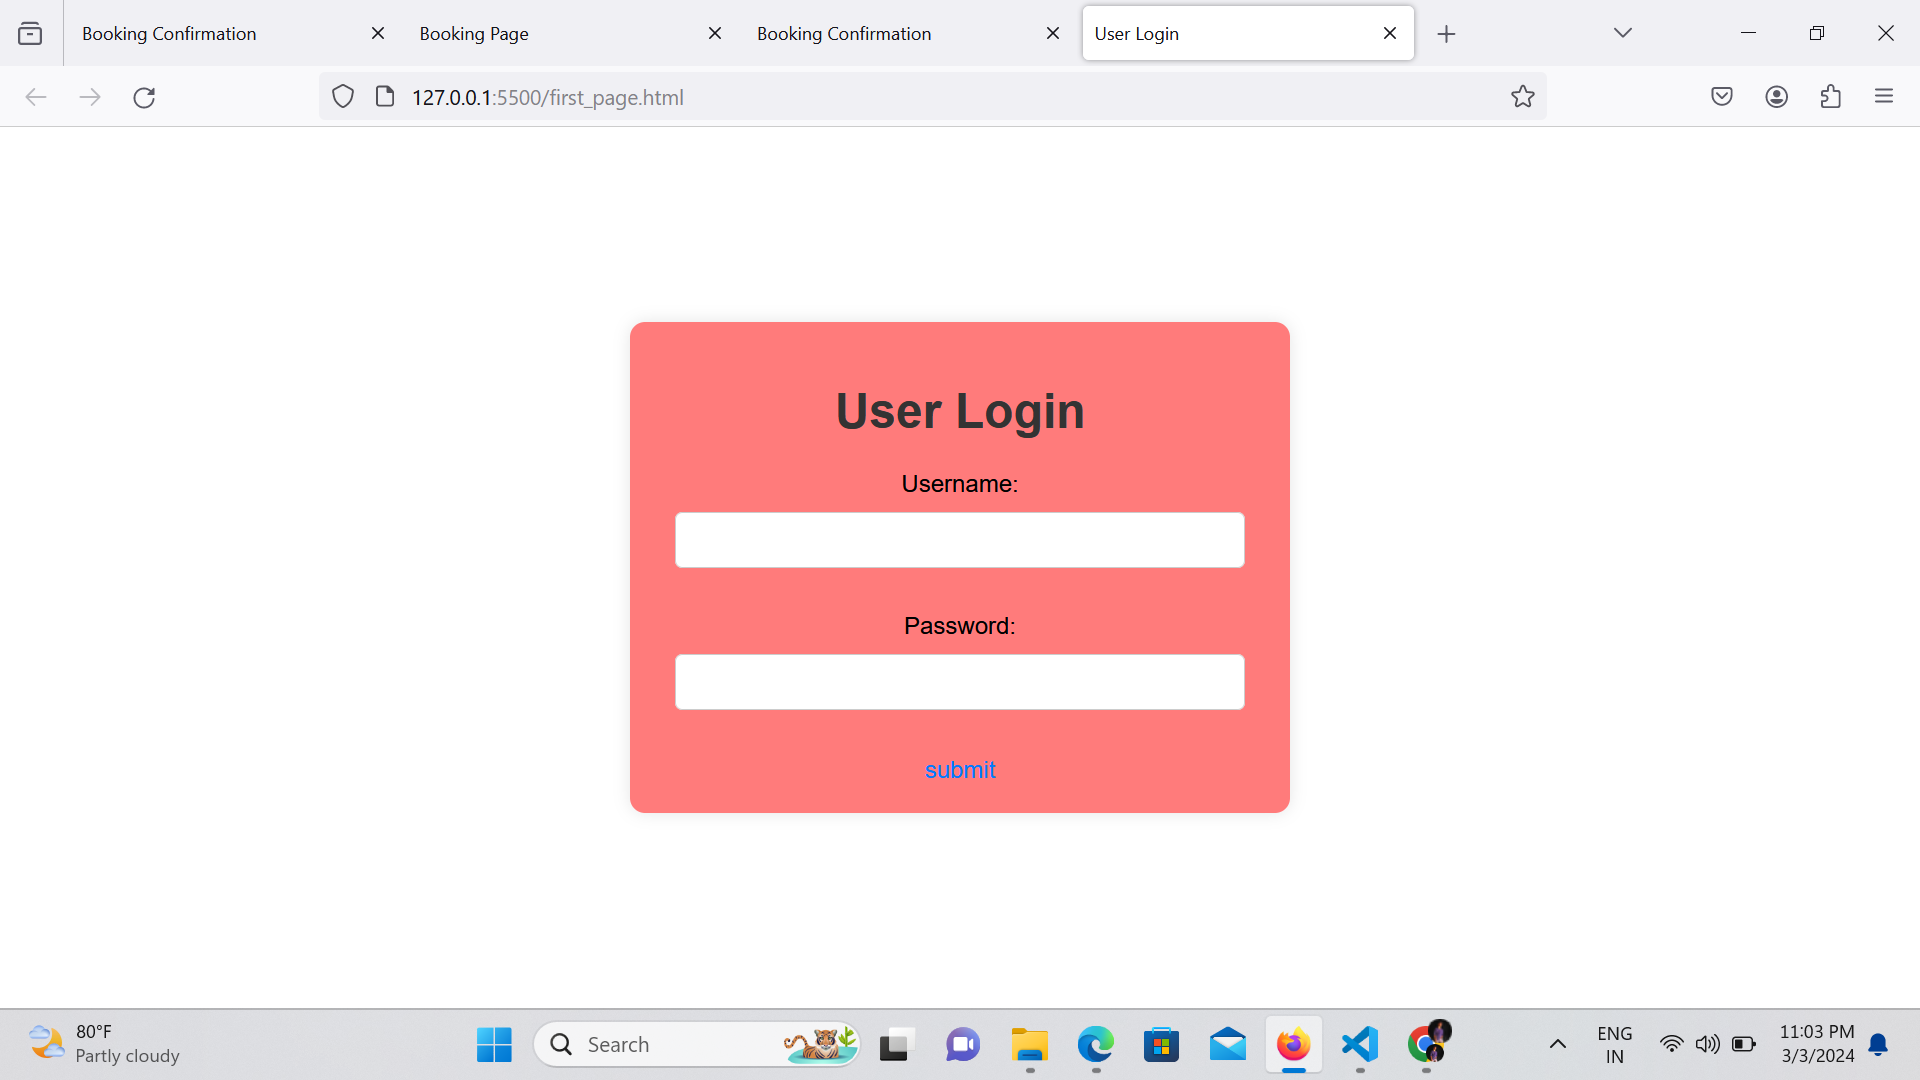 Booking Confirmation
Booking Page
Booking Confirmation
User Login
127.0.0.1:5500/first_page.html
User Login
Username:
Password:
submit
80°F
Partly cloudy
Search
ENG
IN
11:03 PM
3/3/2024